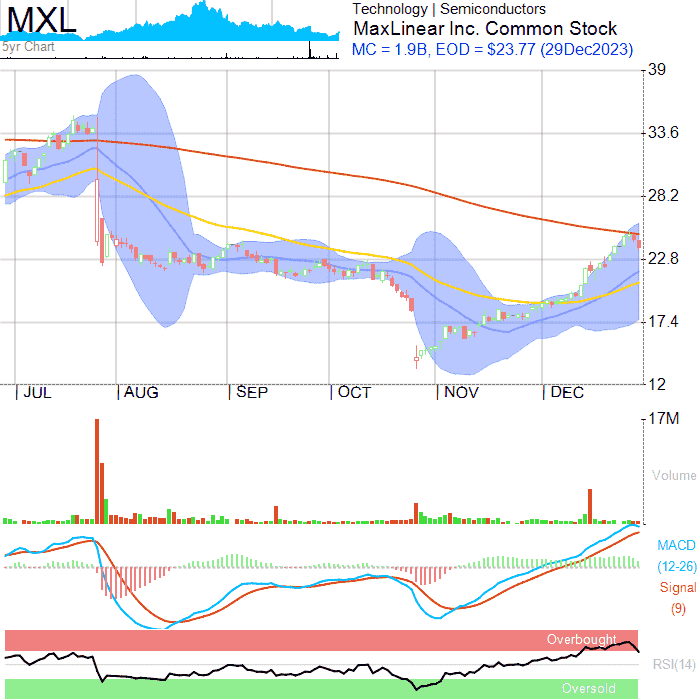 MXL
5yr Chart
Technology | Semiconductors
MaxLinear Inc. Common Stock
MC = 1.9B, EOD = $23.77 (29Dec2023)
39
33.6
28.2
22.8
17.4
12
JUL AUG SEP OCT NOV DEC
17M
Volume
MACD
(12-26)
Signal
(9)
Overbought
RSI(14)
Oversold